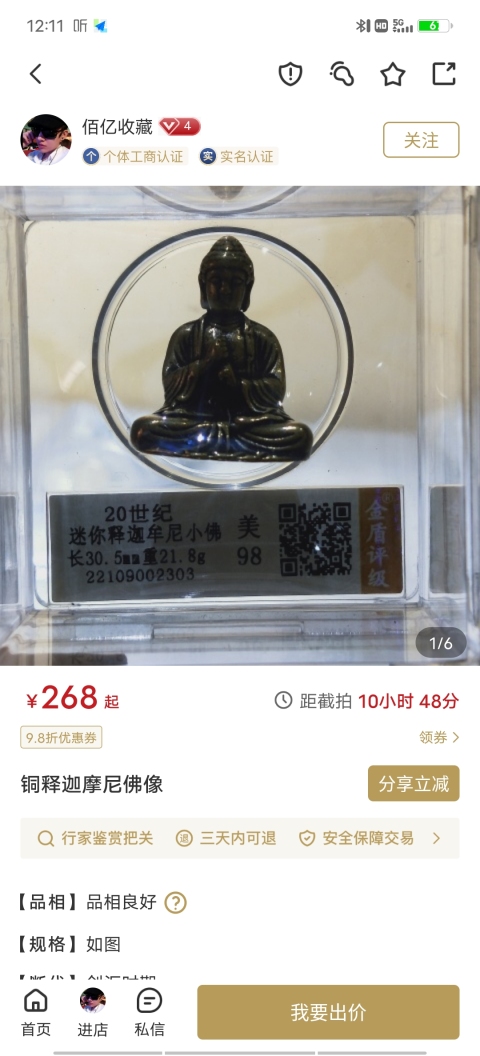 12:11 听
HD 5G 6
佰亿收藏 V 4
个 个体工商认证 实 实名认证
关注
20世纪
迷你释迦牟尼小佛 美
长30.5mm重21.8g 98
22109002303
金盾评级
1/6
¥268起 距截拍 10小时 48分
9.8折优惠券 领券
铜释迦摩尼佛像 分享立减
行家鉴赏把关 退 三天内可退 安全保障交易
【品相】品相良好 ?
【规格】如图
首页 进店 私信 我要出价